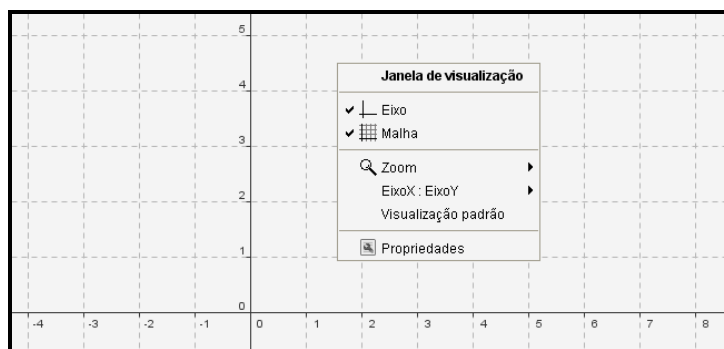 5
4
3
2
1
0
-4 -3 -2 -1 0 1 2 3 4 5 6 7 8
Janela de visualização
Eixo
Malha
Zoom
EixoX : EixoY
Visualização padrão
Propriedades